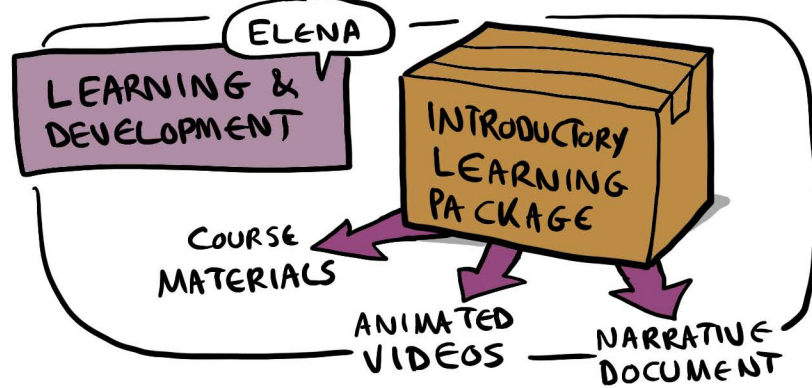 ELENA
LEARNING &
DEVELOPMENT
INTRODUCTORY
LEARNING
PACKAGE
COURSE
MATERIALS
ANIMATED
VIDEOS
NARRATIVE
DOCUMENT